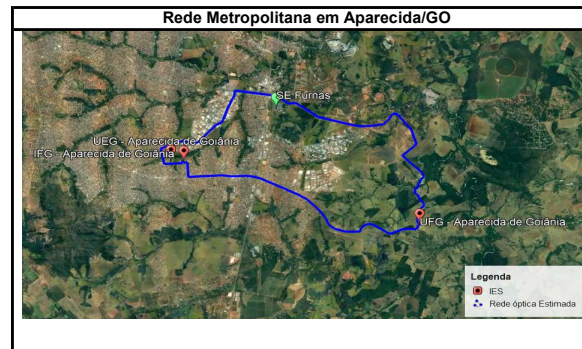 Rede Metropolitana em Aparecida/GO
SE Furnas
UEG - Aparecida de Goiânia
IFG - Aparecida de Goiânia
UFG - Aparecida de Goiânia
Legenda
IES
Rede óptica Estimada